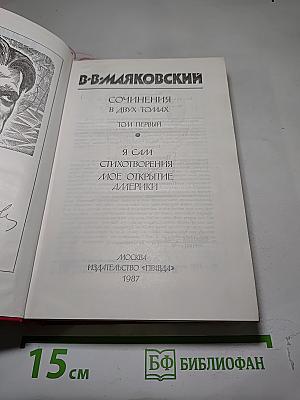 В·В·МАЯКОВСКИЙ
СОЧИНЕНИЯ
В ДВУХ ТОМАХ
ТОМ ПЕРВЫЙ
Я САМ
СТИХОТВОРЕНИЯ
МОЕ ОТКРЫТИЕ
АМЕРИКИ
МОСКВА
ИЗДАТЕЛЬСТВО «ПРАВДА»
1987
15 см
БФ БИБЛИОФАН